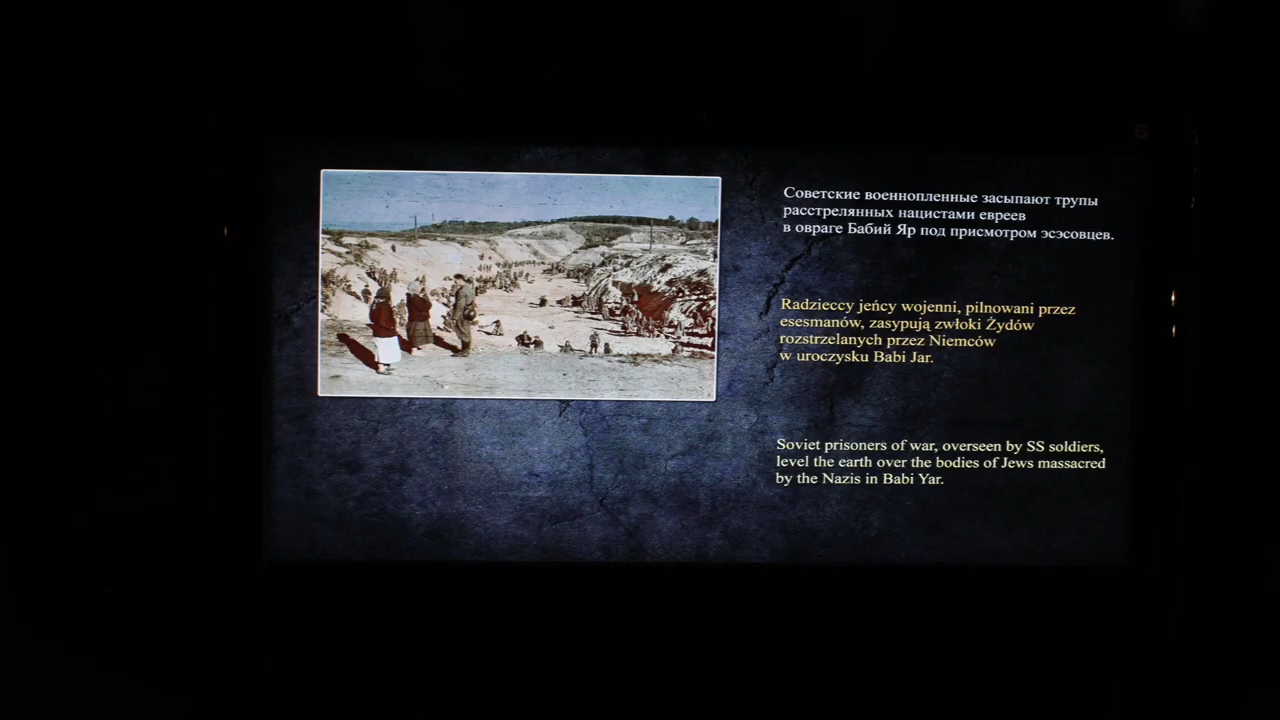 Советские военнопленные засыпают трупы
расстрелянных нацистами евреев
в овраге Бабий Яр под присмотром эсэсовцев.
Radzieccy jeńcy wojenni, pilnowani przez
esesmanów, zasypują zwłoki Żydów
rozstrzelanych przez Niemców
w uroczysku Babi Jar.
Soviet prisoners of war, overseen by SS soldiers,
level the earth over the bodies of Jews massacred
by the Nazis in Babi Yar.